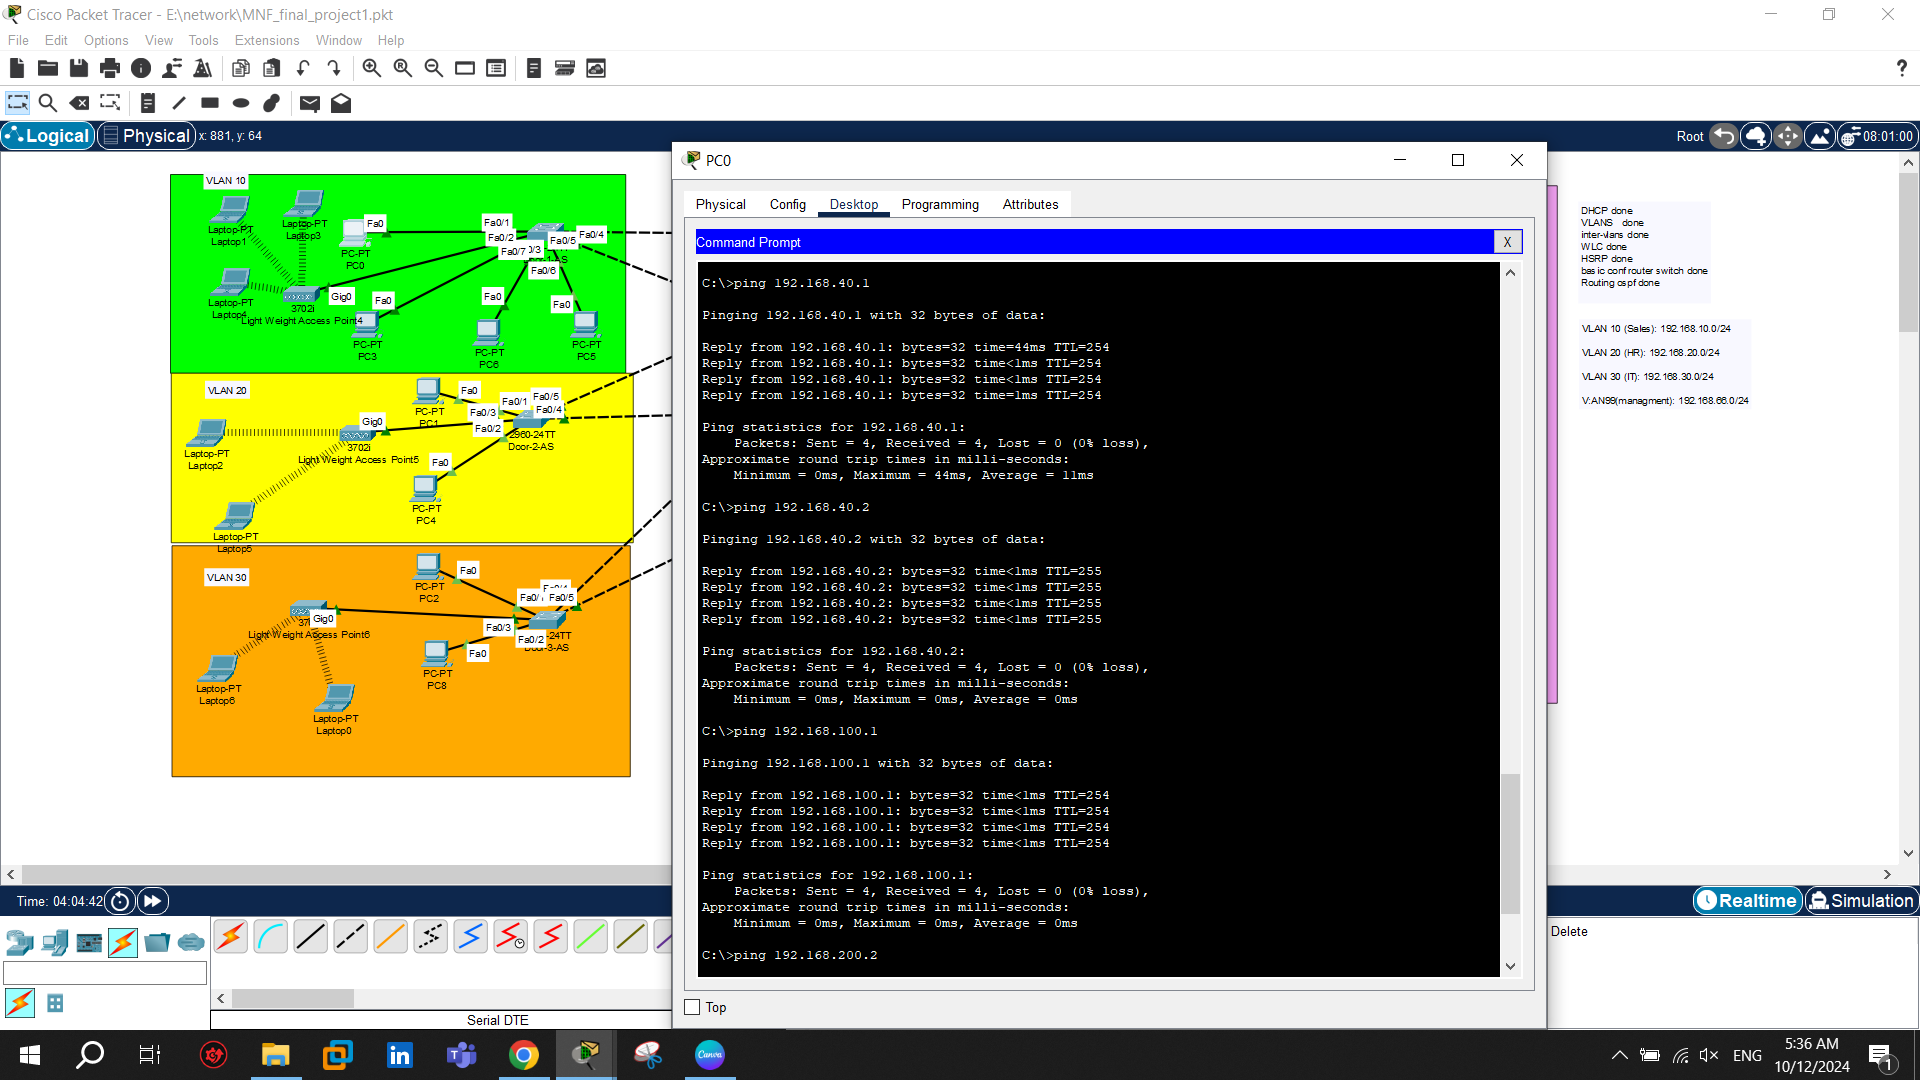 Cisco Packet Tracer - E:\network\MNF_final_project1.pkt
File Edit Options View Tools Extensions Window Help
?
Logical Physical x: 881, y: 64
Root 08:01:00
VLAN 10
Laptop-PT
Laptop1
Laptop-PT
Laptop3
Fa0
PC-PT
PC0
Fa0/1
Fa0/2
Fa0/7
Fa0/5
Fa0/4
Fa0/6
Laptop-PT
Laptop4
Gig0
3702i
Light Weight Access Point4
Fa0
PC-PT
PC3
Fa0
PC-PT
PC6
Fa0
PC-PT
PC5
VLAN 20
PC-PT
PC1
Fa0
Fa0/1
Fa0/5
Fa0/3
Fa0/4
Fa0/2
2960-24TT
Door-2-AS
Laptop-PT
Laptop2
Gig0
3702i
Light Weight Access Point5
Fa0
PC-PT
PC4
Laptop-PT
Laptop5
VLAN 30
PC-PT
PC2
Fa0
Fa0/5
Fa0/3
Fa0/2
-24TT
Door-3-AS
Gig0
Light Weight Access Point6
Fa0
PC-PT
PC8
Laptop-PT
Laptop6
Laptop-PT
Laptop0
PC0
Physical Config Desktop Programming Attributes
Command Prompt
X
C:\>ping 192.168.40.1
Pinging 192.168.40.1 with 32 bytes of data:
Reply from 192.168.40.1: bytes=32 time=44ms TTL=254
Reply from 192.168.40.1: bytes=32 time<1ms TTL=254
Reply from 192.168.40.1: bytes=32 time<1ms TTL=254
Reply from 192.168.40.1: bytes=32 time=1ms TTL=254
Ping statistics for 192.168.40.1:
Packets: Sent = 4, Received = 4, Lost = 0 (0% loss),
Approximate round trip times in milli-seconds:
Minimum = 0ms, Maximum = 44ms, Average = 11ms
C:\>ping 192.168.40.2
Pinging 192.168.40.2 with 32 bytes of data:
Reply from 192.168.40.2: bytes=32 time<1ms TTL=255
Reply from 192.168.40.2: bytes=32 time<1ms TTL=255
Reply from 192.168.40.2: bytes=32 time<1ms TTL=255
Reply from 192.168.40.2: bytes=32 time<1ms TTL=255
Ping statistics for 192.168.40.2:
Packets: Sent = 4, Received = 4, Lost = 0 (0% loss),
Approximate round trip times in milli-seconds:
Minimum = 0ms, Maximum = 0ms, Average = 0ms
C:\>ping 192.168.100.1
Pinging 192.168.100.1 with 32 bytes of data:
Reply from 192.168.100.1: bytes=32 time<1ms TTL=254
Reply from 192.168.100.1: bytes=32 time<1ms TTL=254
Reply from 192.168.100.1: bytes=32 time<1ms TTL=254
Reply from 192.168.100.1: bytes=32 time<1ms TTL=254
Ping statistics for 192.168.100.1:
Packets: Sent = 4, Received = 4, Lost = 0 (0% loss),
Approximate round trip times in milli-seconds:
Minimum = 0ms, Maximum = 0ms, Average = 0ms
C:\>ping 192.168.200.2
Top
DHCP done
VLANS done
inter-vlans done
WLC done
HSRP done
basic conf router switch done
Routing ospf done
VLAN 10 (Sales): 192.168.10.0/24
VLAN 20 (HR): 192.168.20.0/24
VLAN 30 (IT): 192.168.30.0/24
V:AN99(managment): 192.168.66.0/24
Time: 04:04:42
Realtime Simulation
Delete
Serial DTE
Canva
ENG
5:36 AM
10/12/2024
1